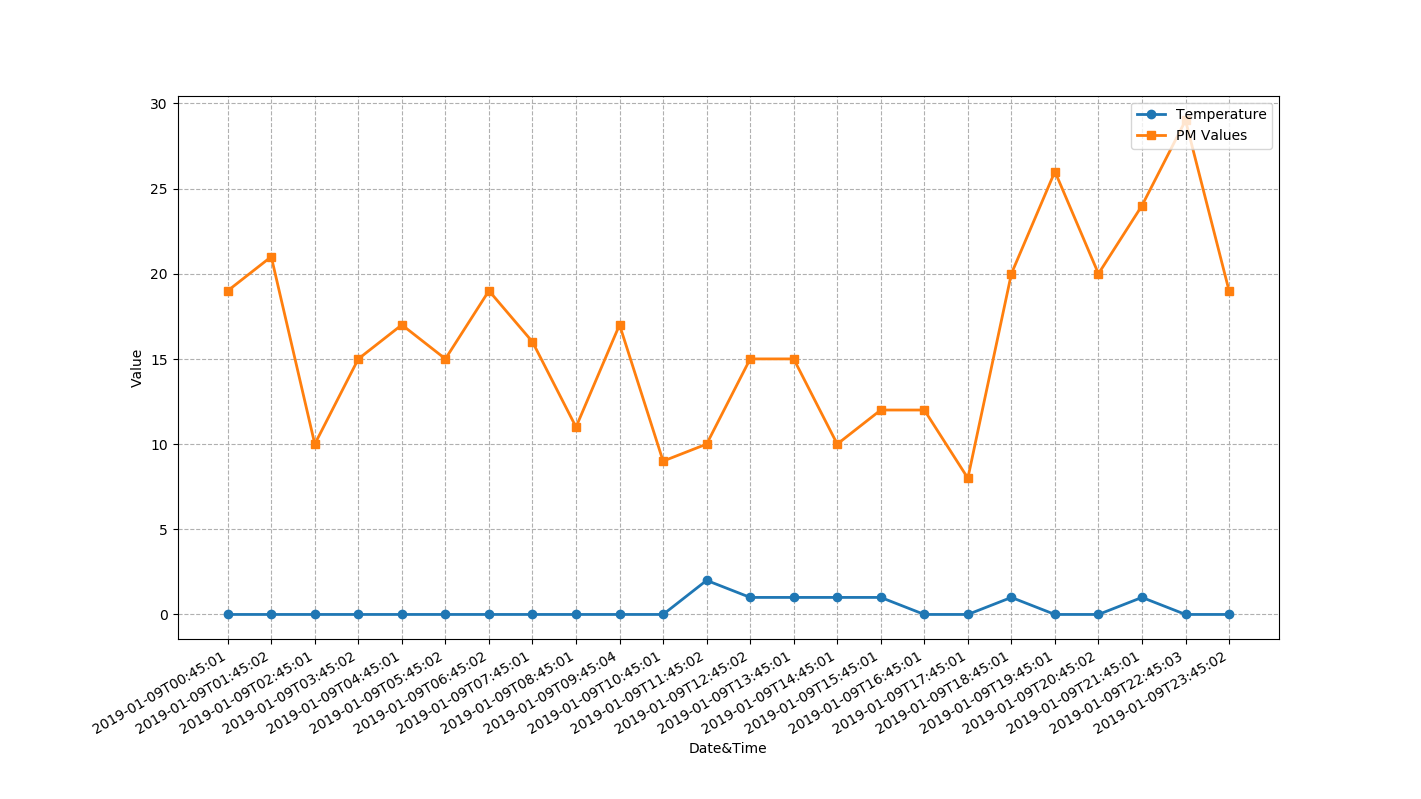 Temperature
PM Values
30
25
20
15
10
5
0
Value
2019-01-09T00:45:01
2019-01-09T01:45:02
2019-01-09T02:45:01
2019-01-09T03:45:02
2019-01-09T04:45:01
2019-01-09T05:45:02
2019-01-09T06:45:02
2019-01-09T07:45:01
2019-01-09T08:45:01
2019-01-09T09:45:04
2019-01-09T10:45:01
2019-01-09T11:45:02
2019-01-09T12:45:02
2019-01-09T13:45:01
2019-01-09T14:45:01
2019-01-09T15:45:01
2019-01-09T16:45:01
2019-01-09T17:45:01
2019-01-09T18:45:01
2019-01-09T19:45:01
2019-01-09T20:45:02
2019-01-09T21:45:01
2019-01-09T22:45:03
2019-01-09T23:45:02
Date&Time